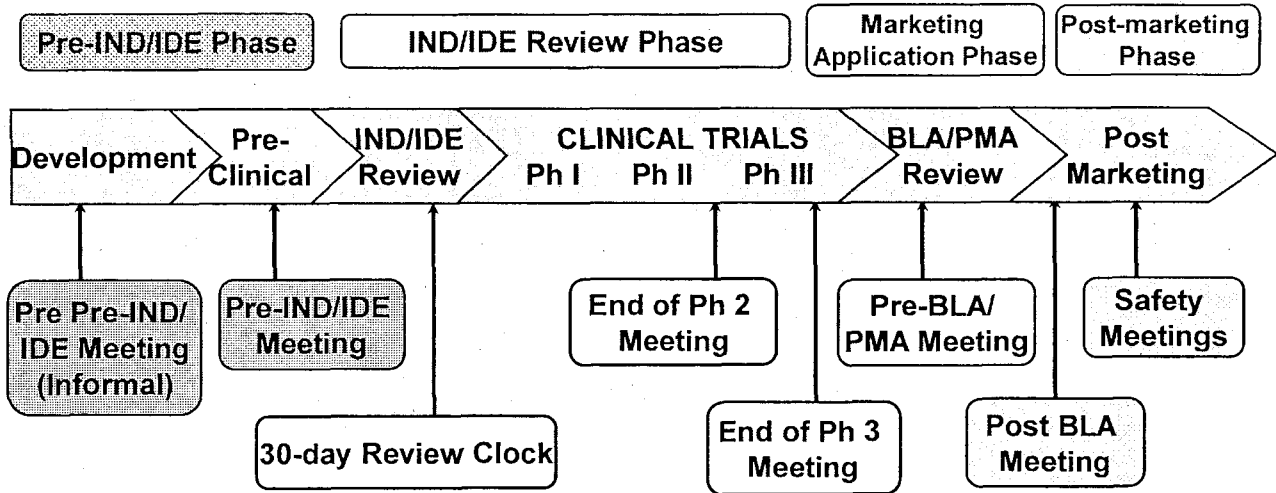 Pre-IND/IDE Phase
IND/IDE Review Phase
Marketing
Application Phase
Post-marketing
Phase
Development
Pre-
Clinical
IND/IDE
Review
CLINICAL TRIALS
Ph I Ph II Ph III
BLA/PMA
Review
Post
Marketing
Pre Pre-IND/
IDE Meeting
(Informal)
Pre-IND/IDE
Meeting
30-day Review Clock
End of Ph 2
Meeting
End of Ph 3
Meeting
Pre-BLA/
PMA Meeting
Post BLA
Meeting
Safety
Meetings